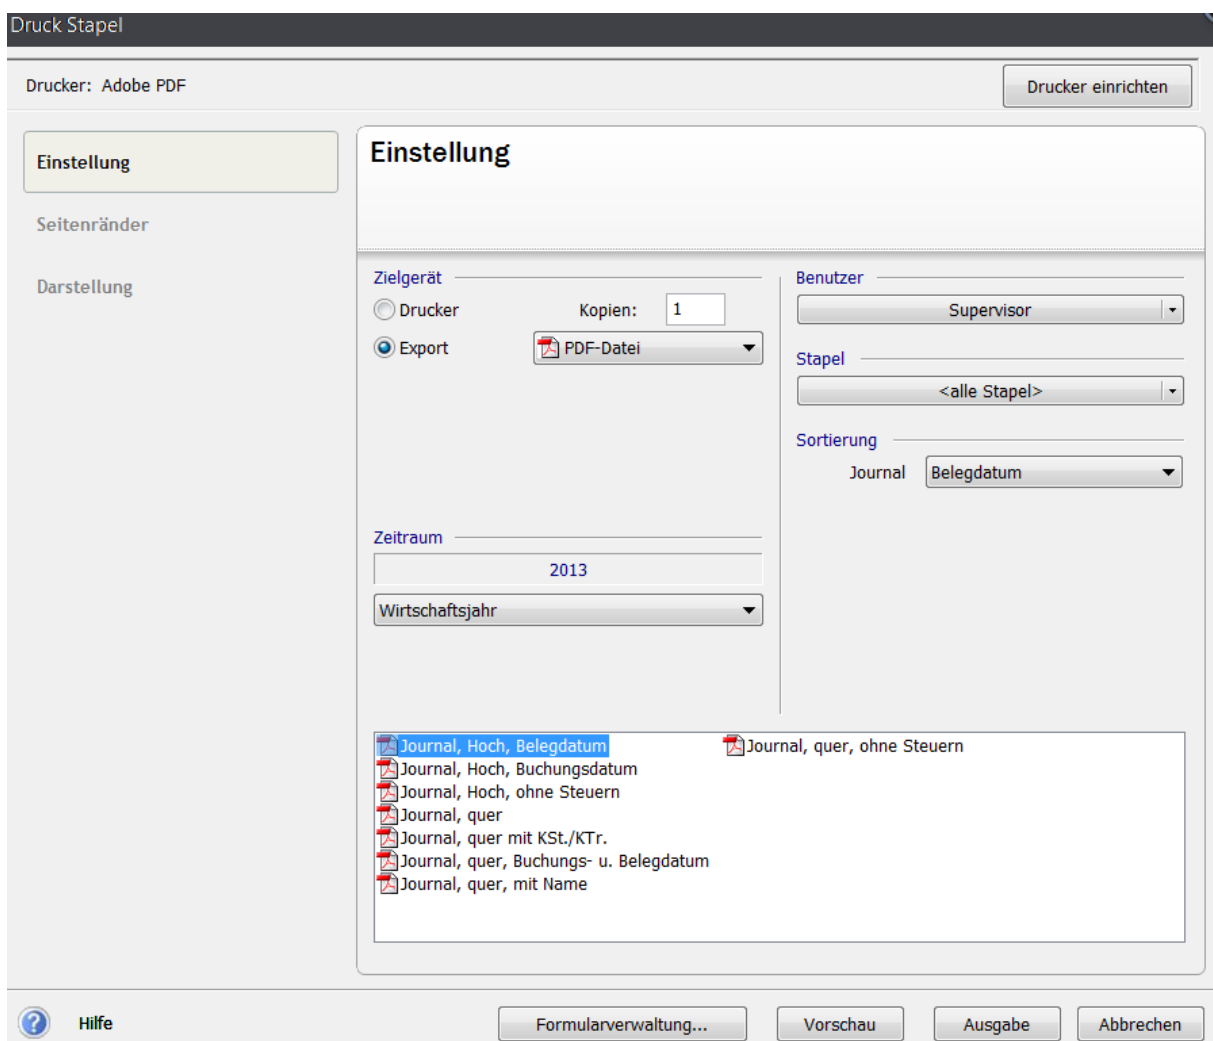 Druck Stapel
Drucker: Adobe PDF
Drucker einrichten
Einstellung
Seitenränder
Darstellung
Einstellung
Zielgerät
Drucker
Kopien:
1
Export
PDF-Datei
Benutzer
Supervisor
Stapel
<alle Stapel>
Sortierung
Journal
Belegdatum
Zeitraum
2013
Wirtschaftsjahr
Journal, Hoch, Belegdatum
Journal, Hoch, Buchungsdatum
Journal, Hoch, ohne Steuern
Journal, quer
Journal, quer mit KSt./KTr.
Journal, quer, Buchungs- u. Belegdatum
Journal, quer, mit Name
Journal, quer, ohne Steuern
Hilfe
Formularverwaltung...
Vorschau
Ausgabe
Abbrechen